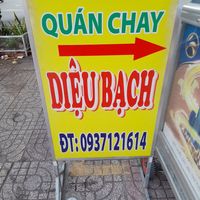 QUÁN CHAY
DIỆU BẠCH
ĐT: 0937121614